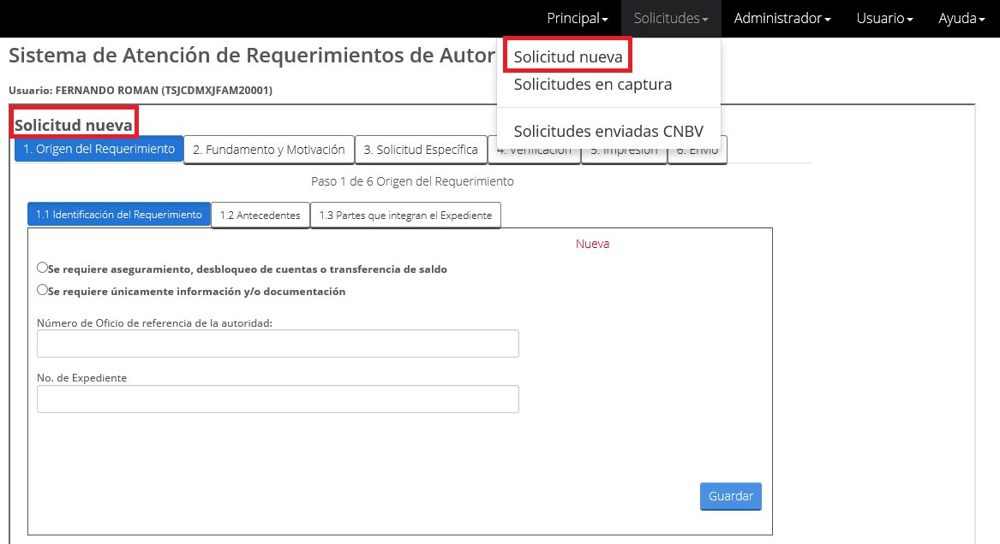 Principal Solicitudes Administrador Usuario Ayuda
Sistema de Atención de Requerimientos de Autor
Solicitud nueva
Solicitudes en captura
Solicitudes enviadas CNBV
Usuario: FERNANDO ROMAN (TSJCDMXJFAM20001)
Solicitud nueva
1. Origen del Requerimiento 2. Fundamento y Motivación 3. Solicitud Específica 4. Verificación 5. Impresión 6. Envío
Paso 1 de 6 Origen del Requerimiento
1.1 Identificación del Requerimiento 1.2 Antecedentes 1.3 Partes que integran el Expediente
Nueva
Se requiere aseguramiento, desbloqueo de cuentas o transferencia de saldo
Se requiere únicamente información y/o documentación
Número de Oficio de referencia de la autoridad:
No. de Expediente
Guardar